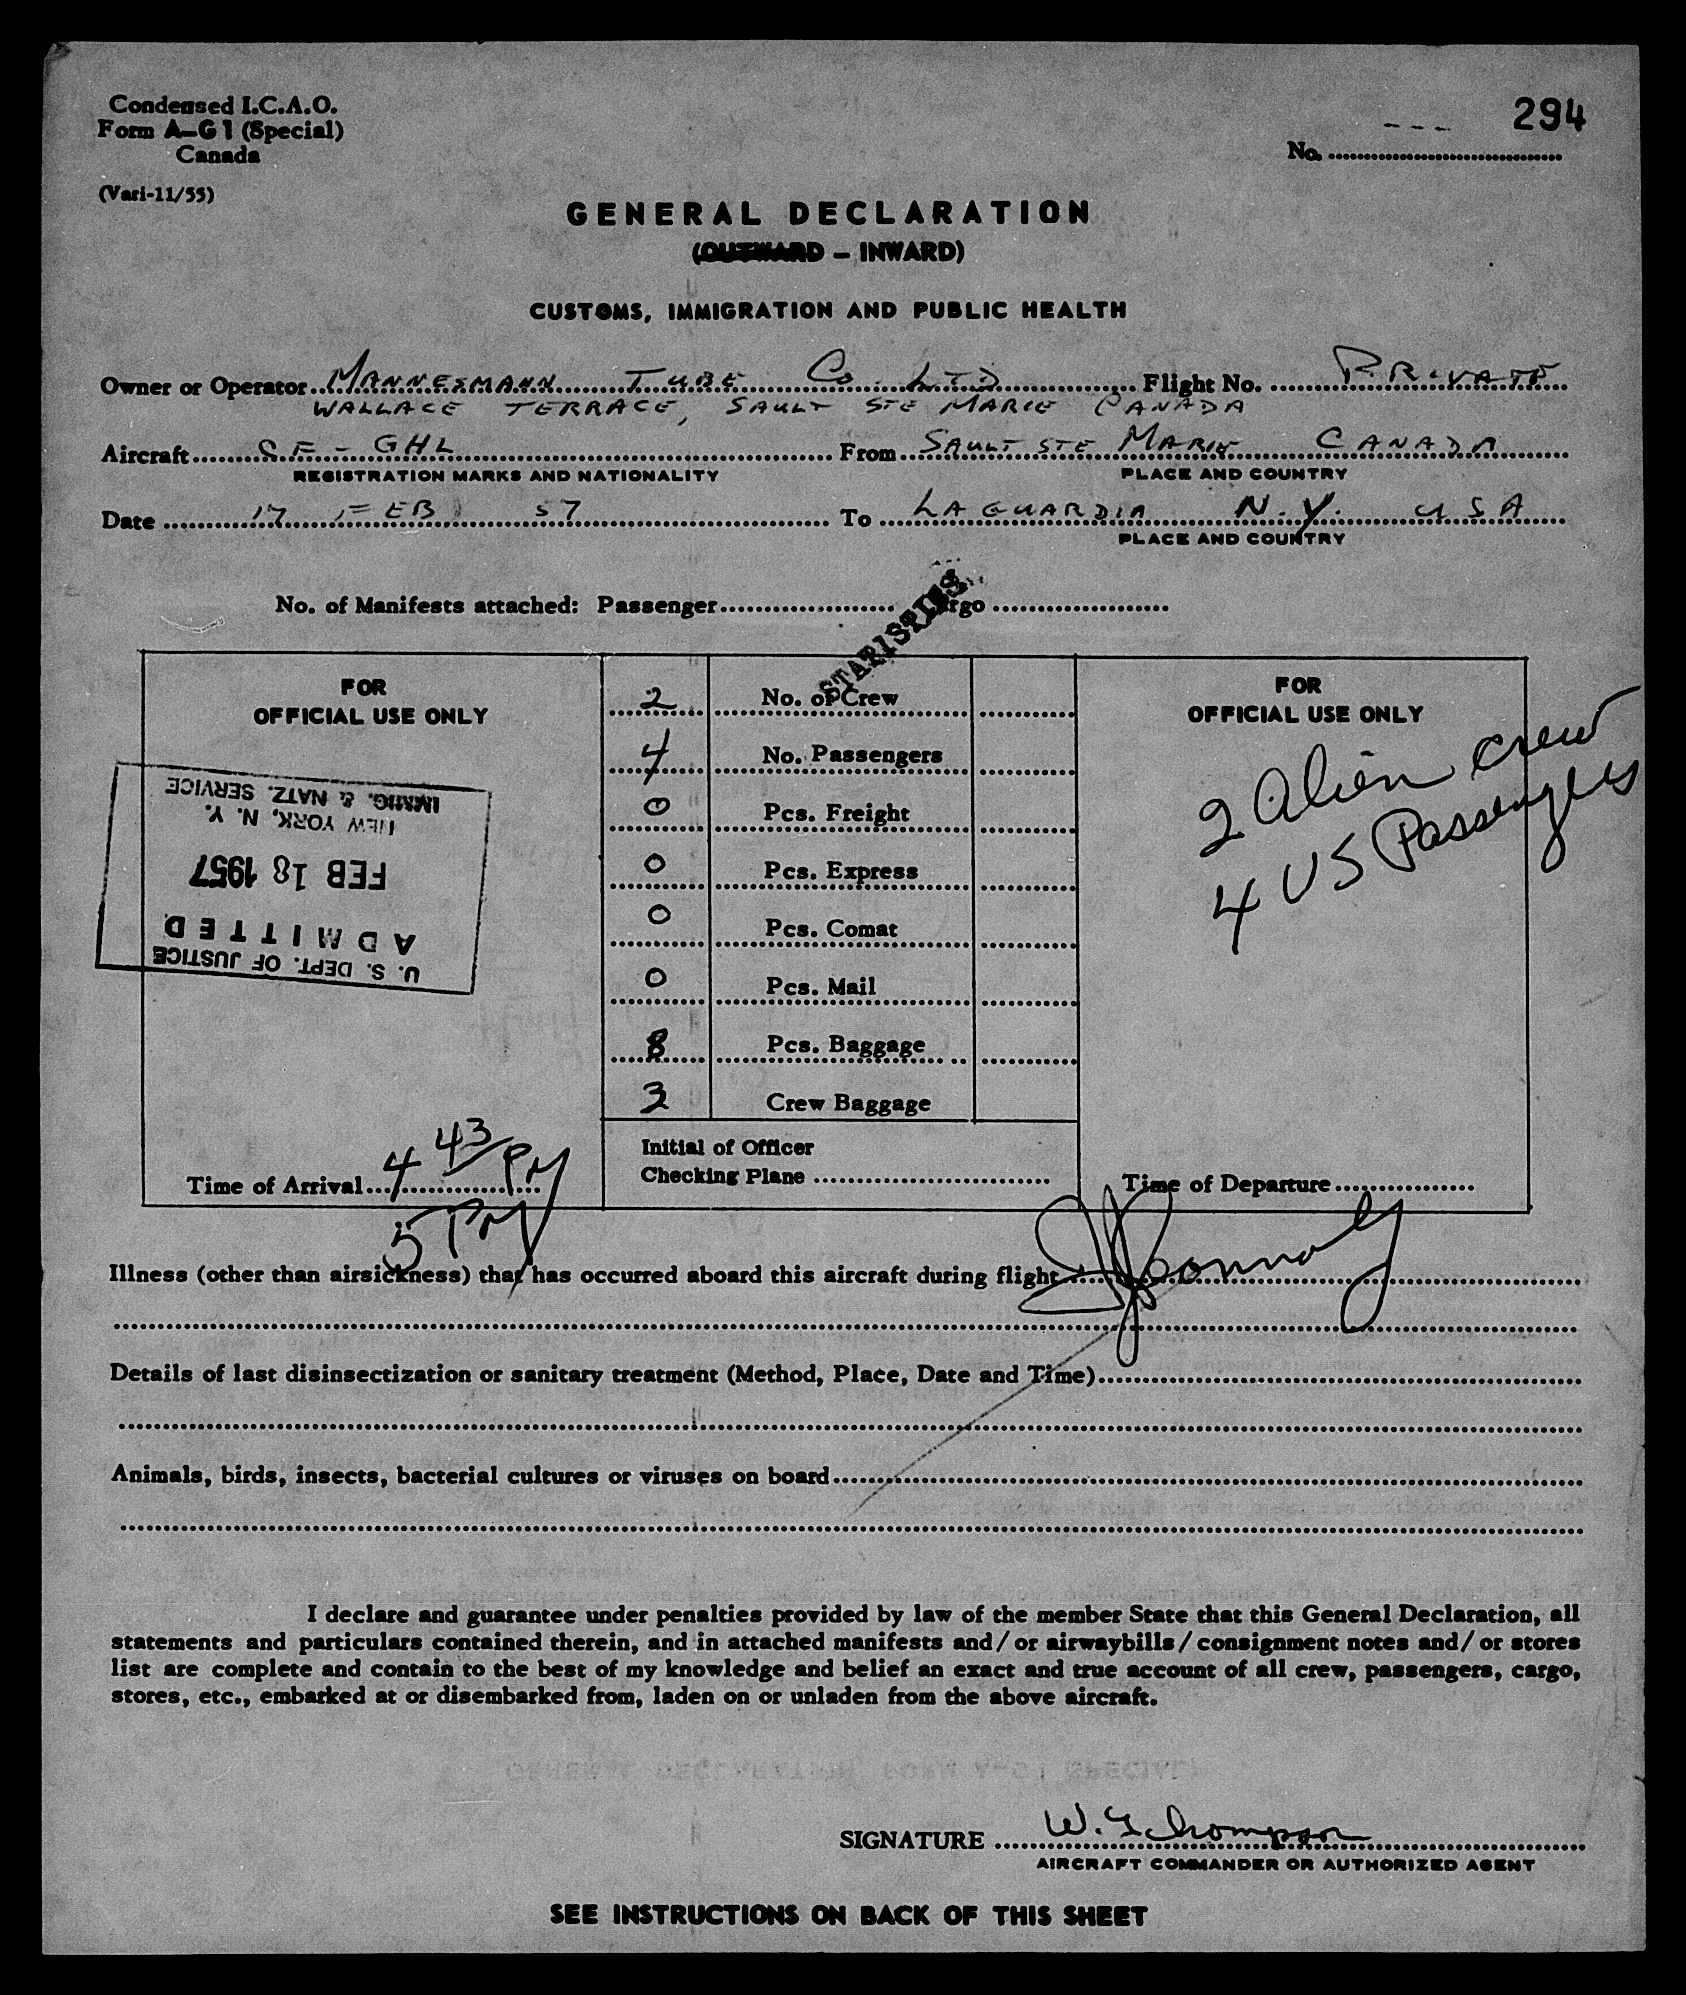 Condensed I.C.A.O.
Form A-G1 (Special)
Canada
(Vari-11/55)
294
No.
GENERAL DECLARATION
(OUTWARD – INWARD)
CUSTOMS, IMMIGRATION AND PUBLIC HEALTH
Owner or Operator MANNESMANN TUBE Co LTD Flight No. PRIVATE
WALLACE TERRACE, SAULT STE MARIE CANADA
Aircraft CF-GHL From SAULT STE MARIE CANADA
REGISTRATION MARKS AND NATIONALITY PLACE AND COUNTRY
Date 17 FEB 57 To LAGUARDIA N.Y. USA
PLACE AND COUNTRY
No. of Manifests attached: Passenger Cargo
STATISTICS
FOR
OFFICIAL USE ONLY
U. S. DEPT. OF JUSTICE
ADMITTED
FEB 18 1957
NEW YORK, N. Y.
IMMIG. & NATZ. SERVICE
Time of Arrival 4 43/ PM
5 PM
2 No. of Crew
4 No. Passengers
0 Pcs. Freight
0 Pcs. Express
0 Pcs. Comat
0 Pcs. Mail
8 Pcs. Baggage
3 Crew Baggage
Initial of Officer
Checking Plane
FOR
OFFICIAL USE ONLY
2 Alien Crew
4 US Passengers
Time of Departure
Illness (other than airsickness) that has occurred aboard this aircraft during flight
Details of last disinsectization or sanitary treatment (Method, Place, Date and Time)
Animals, birds, insects, bacterial cultures or viruses on board
I declare and guarantee under penalties provided by law of the member State that this General Declaration, all
statements and particulars contained therein, and in attached manifests and/or airwaybills/consignment notes and/or stores
list are complete and contain to the best of my knowledge and belief an exact and true account of all crew, passengers, cargo,
stores, etc., embarked at or disembarked from, laden on or unladen from the above aircraft.
SIGNATURE W. G Thompson
AIRCRAFT COMMANDER OR AUTHORIZED AGENT
SEE INSTRUCTIONS ON BACK OF THIS SHEET